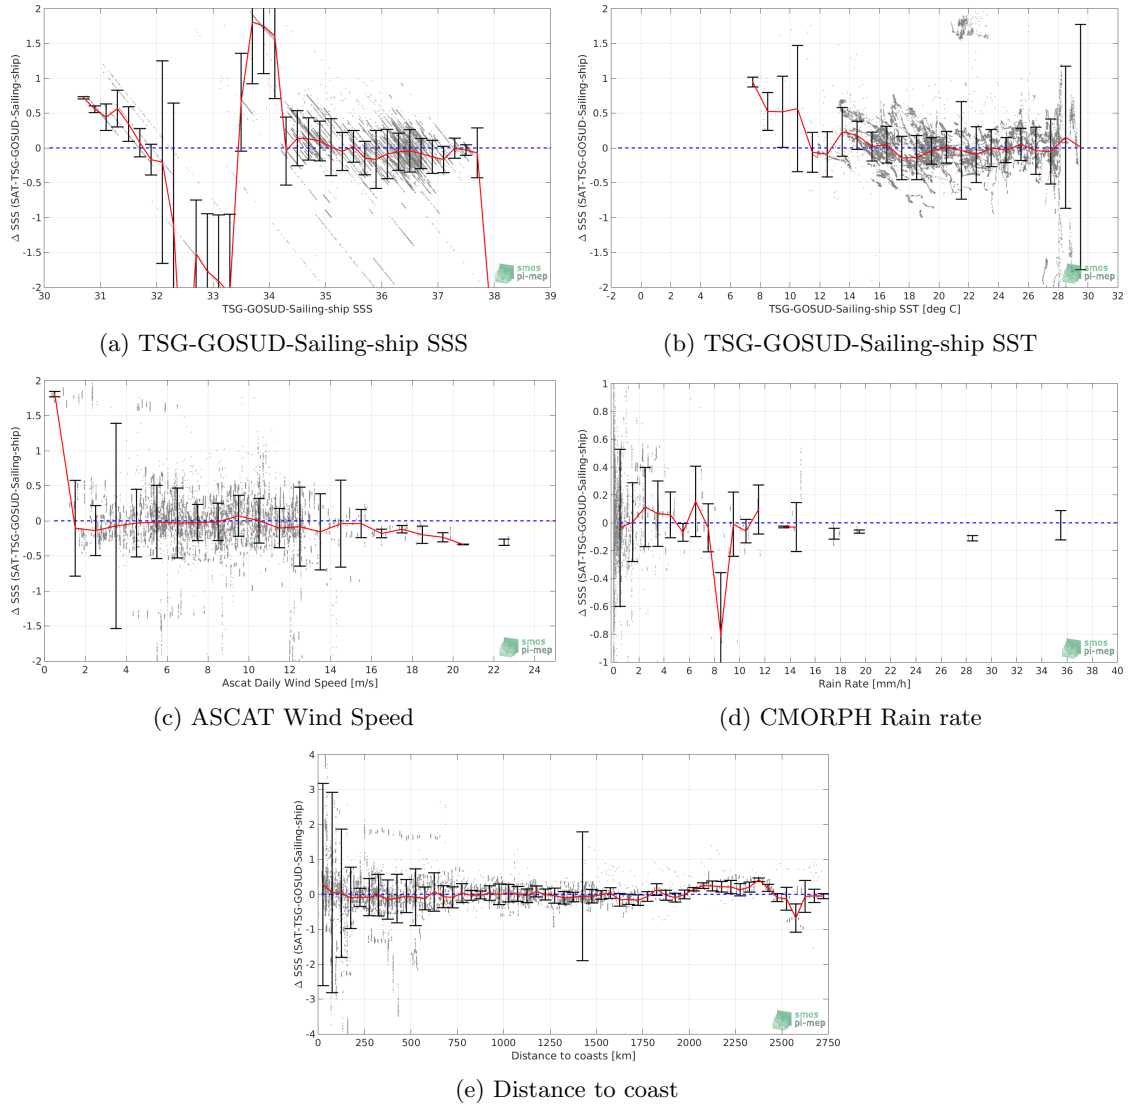 2
1.5
1
0.5
0
-0.5
-1
-1.5
-2
Δ SSS (SAT-TSG-GOSUD-Sailing-ship)
30 31 32 33 34 35 36 37 38 39
TSG-GOSUD-Sailing-ship SSS
smos
pi-mep
(a) TSG-GOSUD-Sailing-ship SSS
2
1.5
1
0.5
0
-0.5
-1
-1.5
-2
Δ SSS (SAT-TSG-GOSUD-Sailing-ship)
-2 0 2 4 6 8 10 12 14 16 18 20 22 24 26 28 30 32
TSG-GOSUD-Sailing-ship SST [deg C]
smos
pi-mep
(b) TSG-GOSUD-Sailing-ship SST
2
1.5
1
0.5
0
-0.5
-1
-1.5
-2
Δ SSS (SAT-TSG-GOSUD-Sailing-ship)
0 2 4 6 8 10 12 14 16 18 20 22 24
Ascat Daily Wind Speed [m/s]
smos
pi-mep
(c) ASCAT Wind Speed
1
0.8
0.6
0.4
0.2
0
-0.2
-0.4
-0.6
-0.8
-1
Δ SSS (SAT-TSG-GOSUD-Sailing-ship)
0 2 4 6 8 10 12 14 16 18 20 22 24 26 28 30 32 34 36 38 40
Rain Rate [mm/h]
smos
pi-mep
(d) CMORPH Rain rate
4
3
2
1
0
-1
-2
-3
-4
Δ SSS (SAT-TSG-GOSUD-Sailing-ship)
0 250 500 750 1000 1250 1500 1750 2000 2250 2500 2750
Distance to coasts [km]
smos
pi-mep
(e) Distance to coast